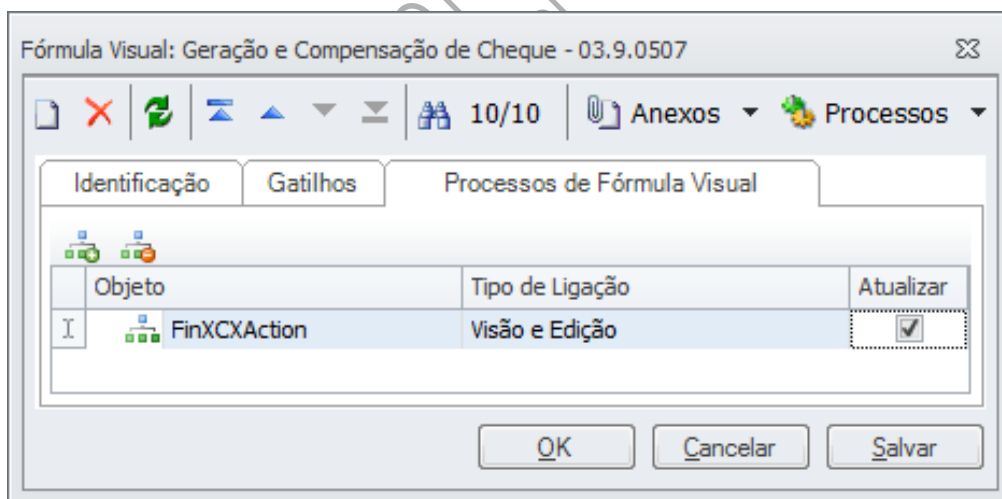 Fórmula Visual: Geração e Compensação de Cheque - 03.9.0507
10/10 Anexos Processos
Identificação Gatilhos Processos de Fórmula Visual
Objeto Tipo de Ligação Atualizar
FinXCXAction Visão e Edição
OK Cancelar Salvar